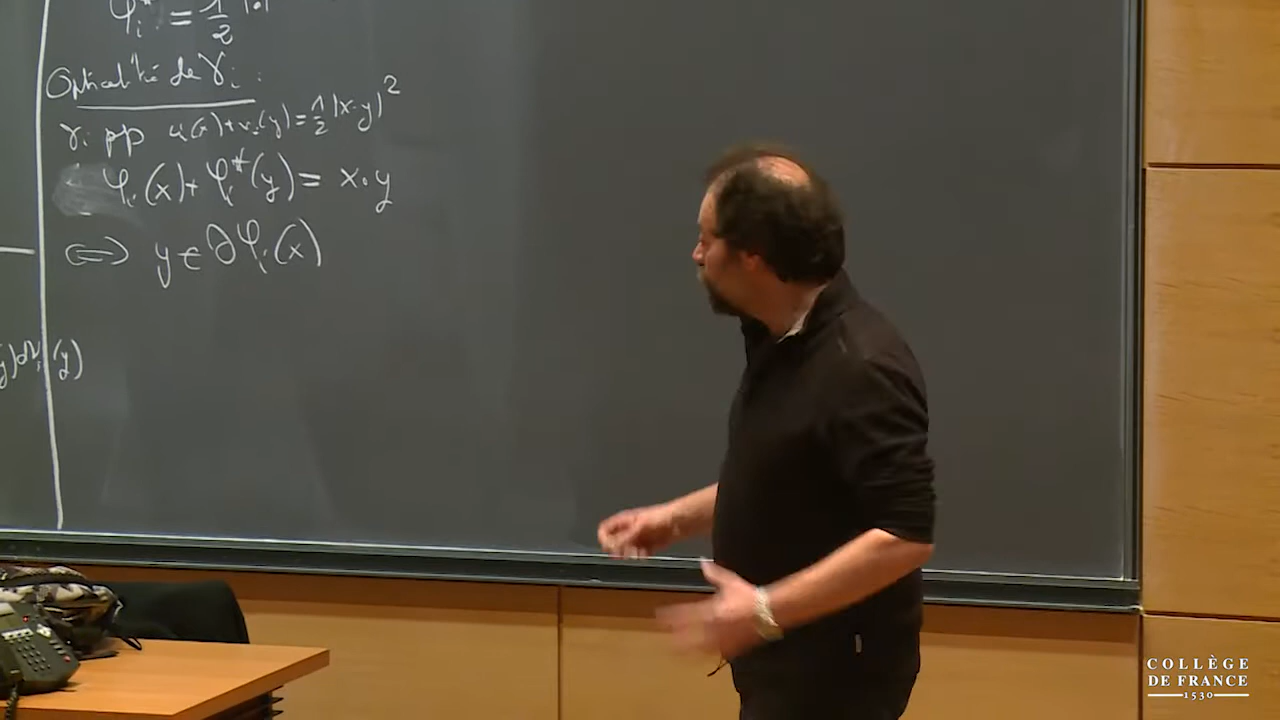 φᵢ* = 1/2 |·|
Optimalité de γᵢ :
γᵢ pp uᵢ(x)+vᵢ(y) = 1/2 |x-y|²
φᵢ(x) + φᵢ*(y) = x·y
⟺ y ∈ ∂φᵢ(x)
y) dνᵢ(y)
COLLÈGE
DE FRANCE
1530